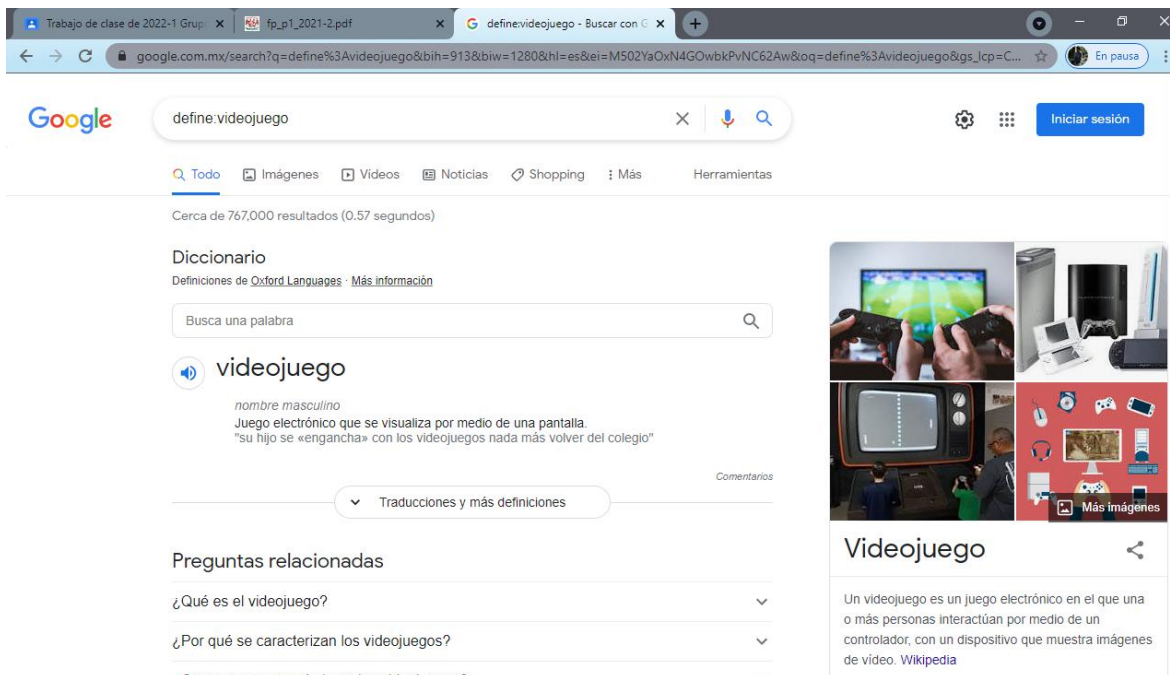 Trabajo de clase de 2022-1 Grup
fp_p1_2021-2.pdf
define:videojuego - Buscar con G
google.com.mx/search?q=define%3Avideojuego&bih=913&biw=1280&hl=es&ei=M502YaOxN4GOwbkPvNC62Aw&oq=define%3Avideojuego&gs_lcp=C...
En pausa
Google
define:videojuego
Iniciar sesión
Todo
Imágenes
Videos
Noticias
Shopping
Más
Herramientas
Cerca de 767,000 resultados (0.57 segundos)
Diccionario
Definiciones de Oxford Languages · Más información
Busca una palabra
videojuego
nombre masculino
Juego electrónico que se visualiza por medio de una pantalla.
"su hijo se «engancha» con los videojuegos nada más volver del colegio"
Comentarios
Traducciones y más definiciones
Preguntas relacionadas
¿Qué es el videojuego?
¿Por qué se caracterizan los videojuegos?
Más imágenes
Videojuego
Un videojuego es un juego electrónico en el que una
o más personas interactúan por medio de un
controlador, con un dispositivo que muestra imágenes
de vídeo. Wikipedia